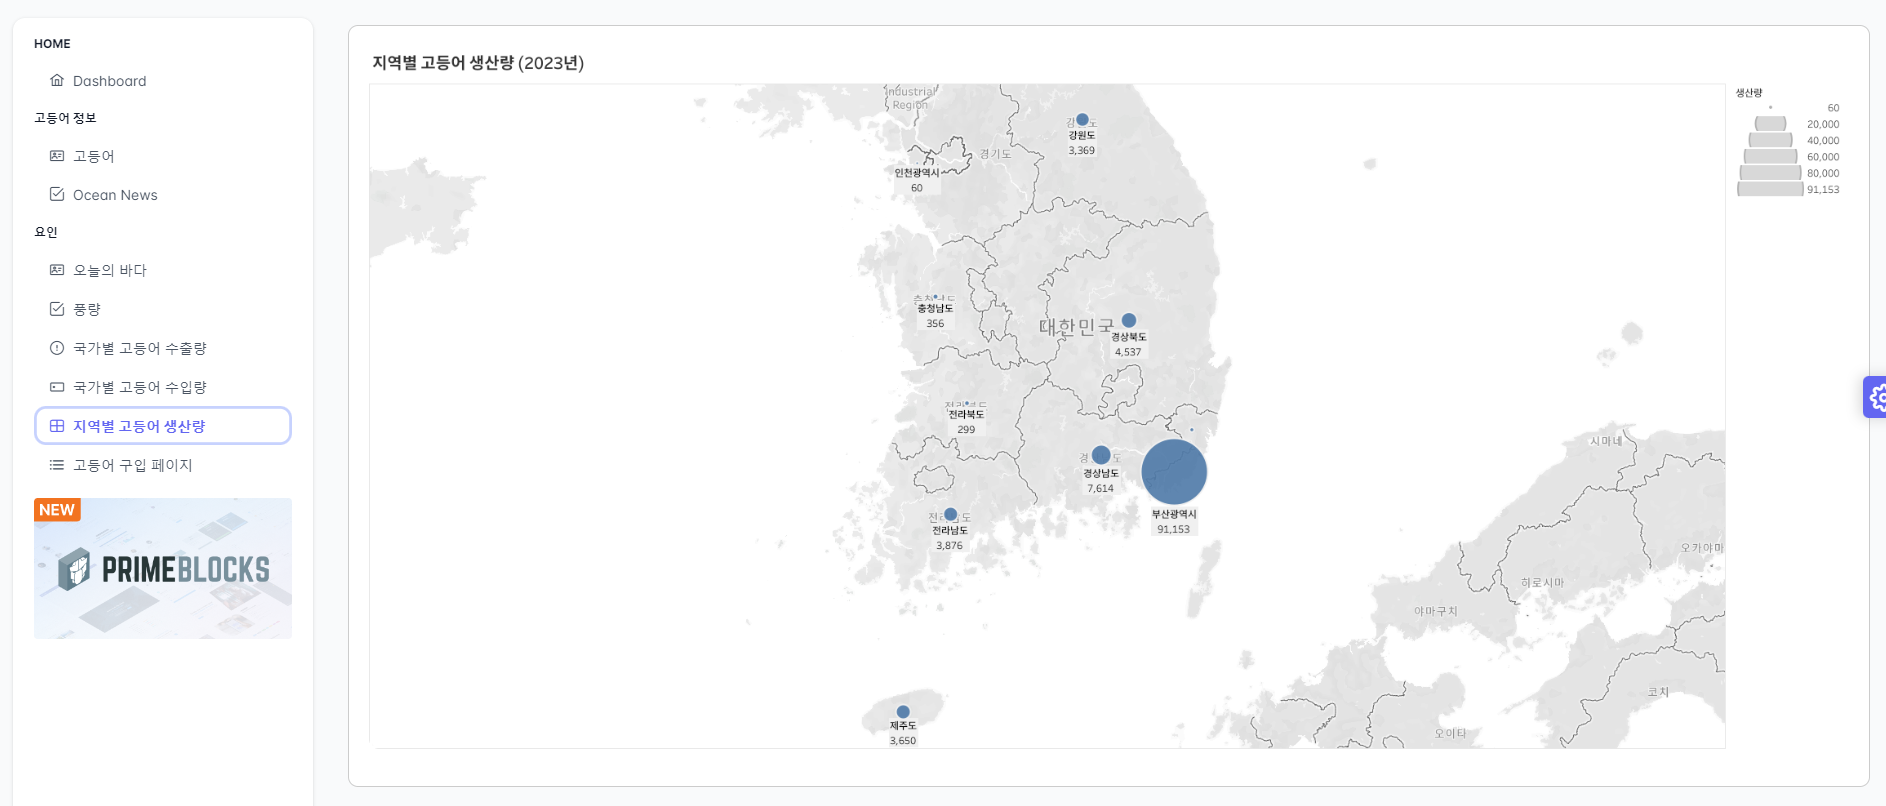 HOME
Dashboard
고등어 정보
고등어
Ocean News
요인
오늘의 바다
풍량
국가별 고등어 수출량
국가별 고등어 수입량
지역별 고등어 생산량
고등어 구입 페이지
NEW
PRIMEBLOCKS
지역별 고등어 생산량 (2023년)
Industrial
Region
경기도
강원도
3,369
인천광역시
60
충청남도
356
대한민국
경상북도
4,537
전라북도
299
경상남도
7,614
부산광역시
91,153
전라남도
3,876
제주도
3,650
시마네
오카야마
히로시마
야마구치
코치
오이타
생산량
60
20,000
40,000
60,000
80,000
91,153